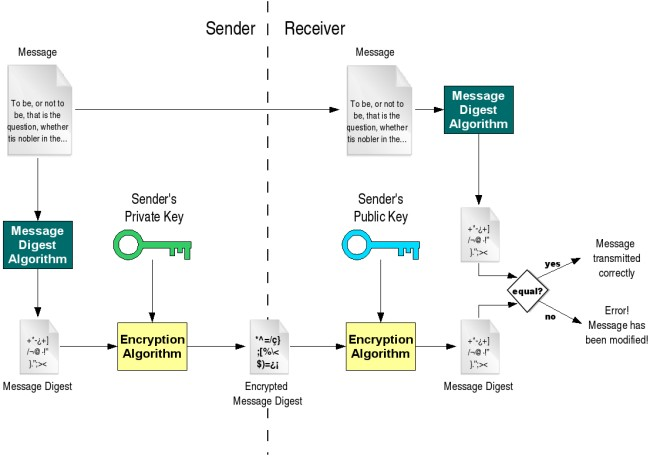 Sender
Receiver
Message
To be, or not to
be, that is the
question, whether
tis nobler in the...
Message
To be, or not to
be, that is the
question, whether
tis nobler in the...
Message
Digest
Algorithm
Sender's
Private Key
Sender's
Public Key
+*-¿+]
/¬@-!"
}.";><
Message
Digest
Algorithm
equal?
yes
no
Message
transmitted
correctly
Error!
Message has
been modified!
+*-¿+]
/¬@-!"
}.";><
Message Digest
Encryption
Algorithm
*^=/ç}
;[%\<
$)=¿¡
Encrypted
Message Digest
Encryption
Algorithm
+*-¿+]
/¬@-!"
}.";><
Message Digest